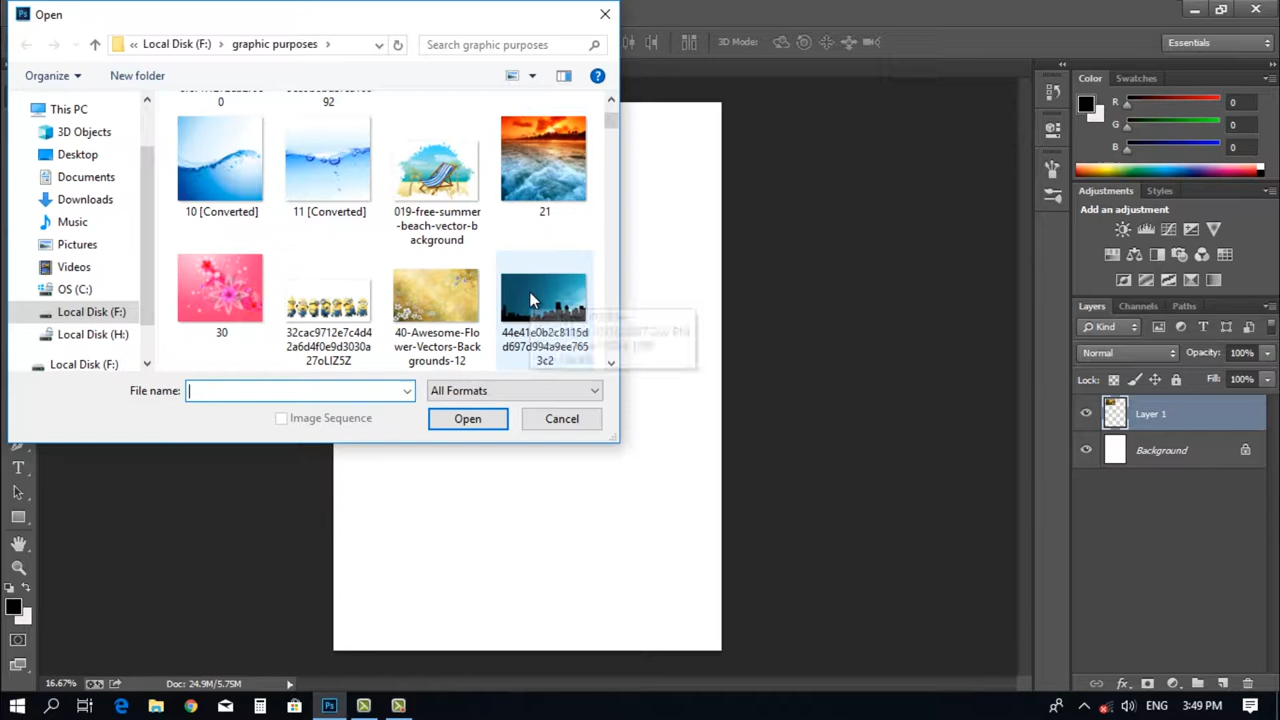 Open
Local Disk (F:) graphic purposes
Search graphic purposes
3D Mode:
Essentials
Organize
New folder
This PC
3D Objects
Desktop
Documents
Downloads
Music
Pictures
Videos
OS (C:)
Local Disk (F:)
Local Disk (H:)
Local Disk (F:)
0
92
10 [Converted]
11 [Converted]
019-free-summer
-beach-vector-b
ackground
21
30
32cac9712e7c4d4
2a6d4f0e9d3030a
27oLIZ5Z
40-Awesome-Flo
wer-Vectors-Back
grounds-12
44e41e0b2c8115d
d697d994a9ee765
3c2
File name:
All Formats
Image Sequence
Open
Cancel
Color
Swatches
R
0
G
0
B
0
Adjustments
Styles
Add an adjustment
Layers
Channels
Paths
Kind
Normal
Opacity: 100%
Lock:
Fill: 100%
Layer 1
Background
16.67%
Doc: 24.9M/5.75M
ENG
3:49 PM